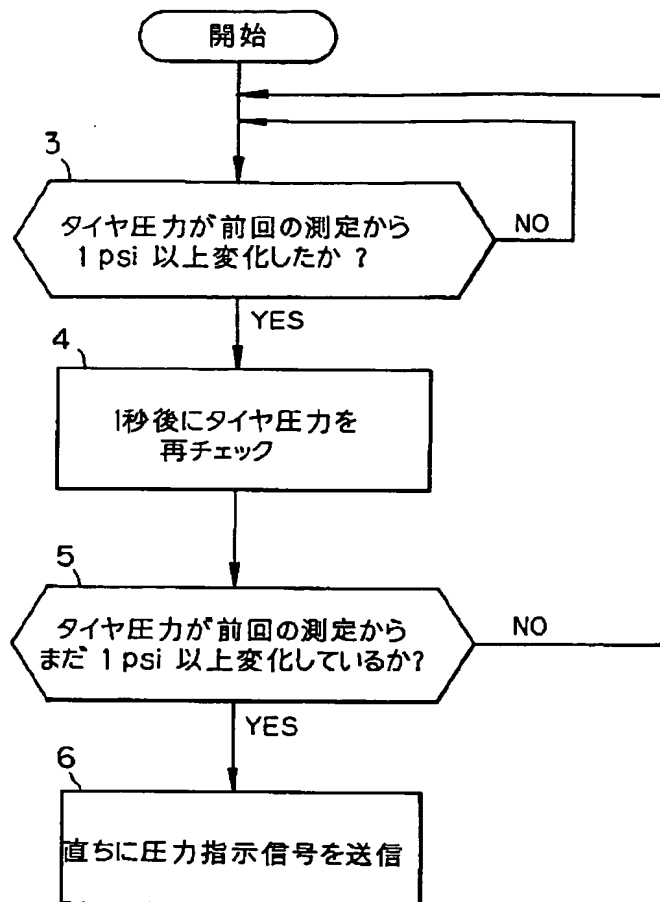 開始
3
タイヤ圧力が前回の測定から
1 psi 以上変化したか ?
NO
YES
4
1秒後にタイヤ圧力を
再チェック
5
タイヤ圧力が前回の測定から
まだ 1 psi 以上変化しているか?
NO
YES
6
直ちに圧力指示信号を送信